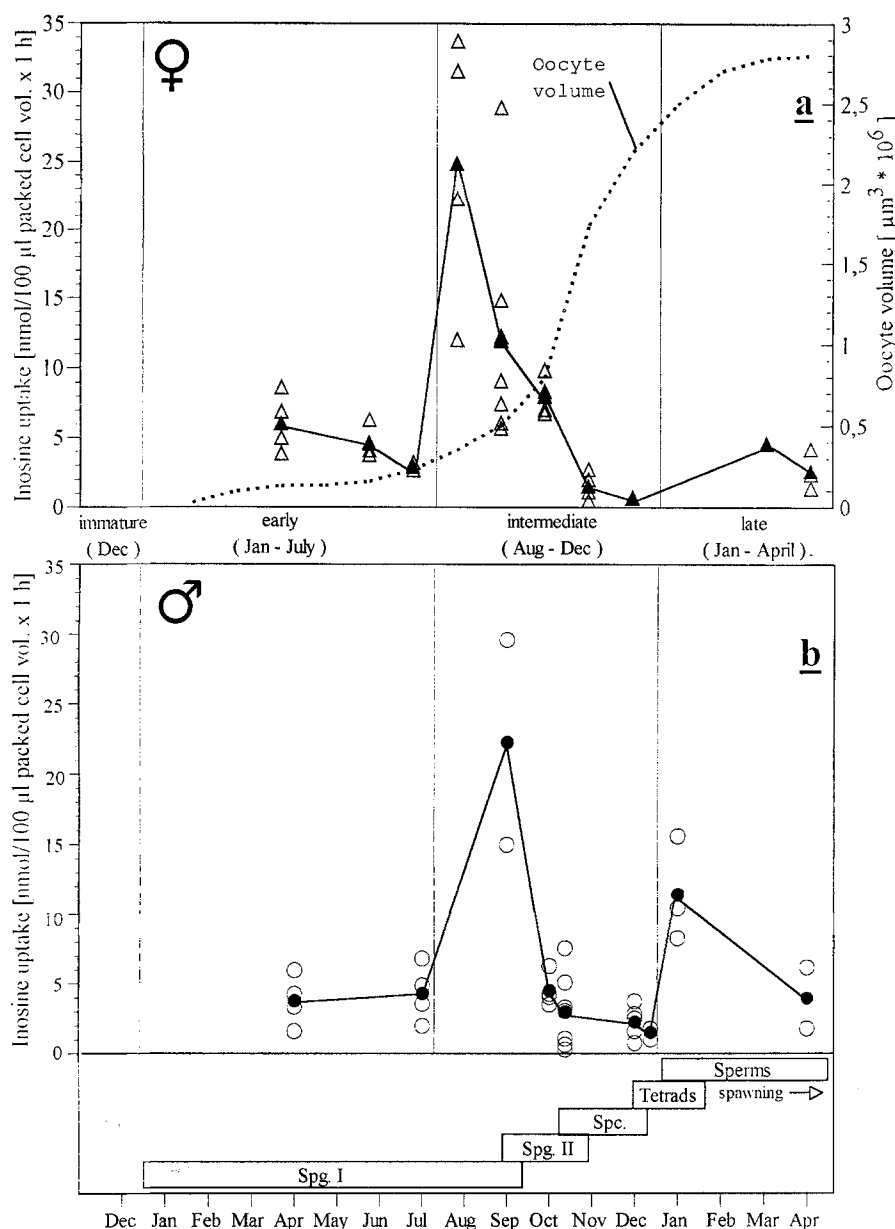 35
30
25
20
15
10
5
0
Inosine uptake [nmol/100 µl packed cell vol. x 1 h]
♀
Oocyte
volume
a
3
2,5
2
1,5
1
0,5
0
Oocyte volume [ µm³ * 10⁶ ]
immature early intermediate late
( Dec ) ( Jan - July ) ( Aug - Dec ) ( Jan - April ) .
35
30
25
20
15
10
5
0
Inosine uptake [nmol/100 µl packed cell vol. x 1 h]
♂
b
Sperms
Tetrads spawning
Spc.
Spg. II
Spg. I
Dec Jan Feb Mar Apr May Jun Jul Aug Sep Oct Nov Dec Jan Feb Mar Apr